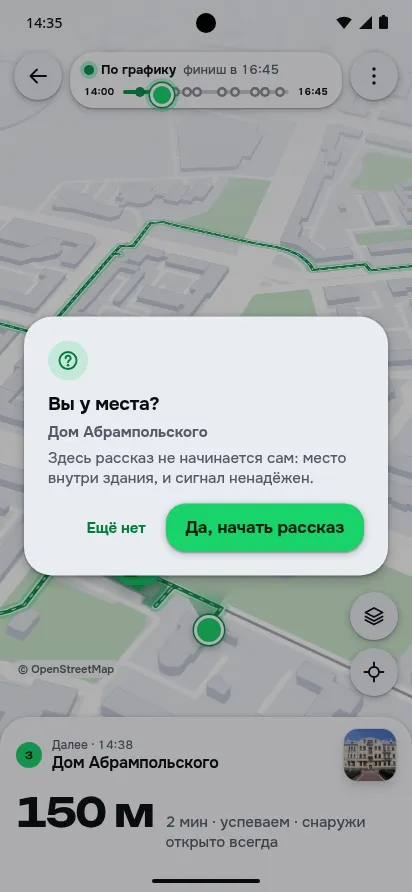 14:35
По графику финиш в 16:45
14:00 16:45
Вы у места?
Дом Абрампольского
Здесь рассказ не начинается сам: место
внутри здания, и сигнал ненадёжен.
Ещё нет Да, начать рассказ
© OpenStreetMap
3 Далее · 14:38
Дом Абрампольского
150 м 2 мин · успеваем · снаружи
открыто всегда